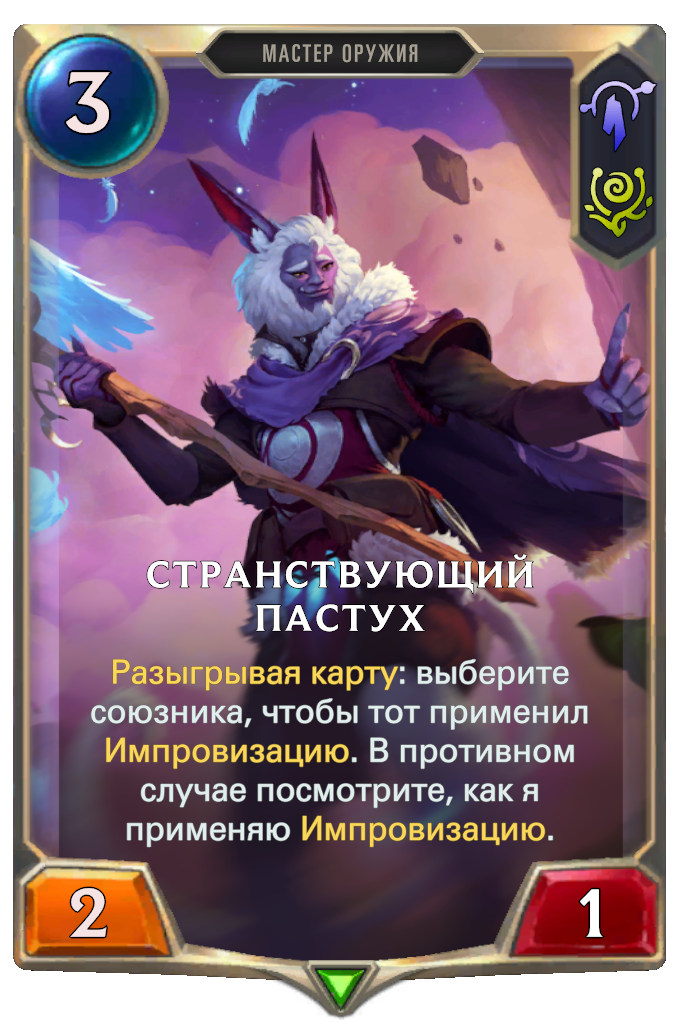 МАСТЕР ОРУЖИЯ
3
СТРАНСТВУЮЩИЙ
ПАСТУХ
Разыгрывая карту: выберите
союзника, чтобы тот применил
Импровизацию. В противном
случае посмотрите, как я
применяю Импровизацию.
2
1